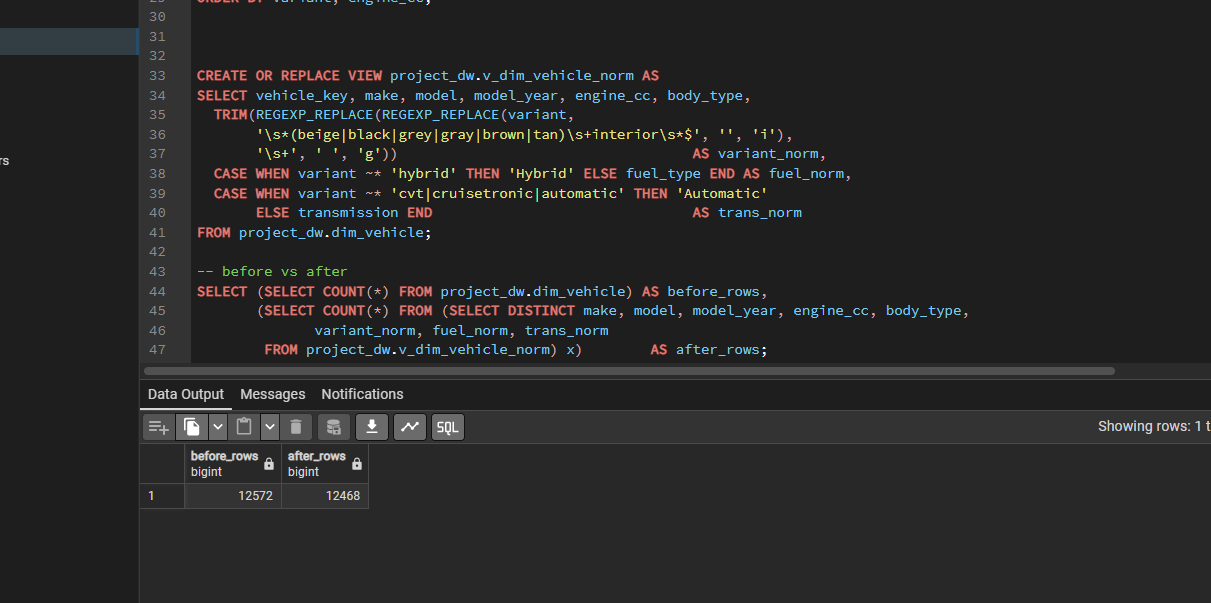 30
31
32
33 CREATE OR REPLACE VIEW project_dw.v_dim_vehicle_norm AS
34 SELECT vehicle_key, make, model, model_year, engine_cc, body_type,
35 TRIM(REGEXP_REPLACE(REGEXP_REPLACE(variant,
36 '\s*(beige|black|grey|gray|brown|tan)\s+interior\s*$', '', 'i'),
37 '\s+', ' ', 'g')) AS variant_norm,
38 CASE WHEN variant ~* 'hybrid' THEN 'Hybrid' ELSE fuel_type END AS fuel_norm,
39 CASE WHEN variant ~* 'cvt|cruisetronic|automatic' THEN 'Automatic'
40 ELSE transmission END AS trans_norm
41 FROM project_dw.dim_vehicle;
42
43 -- before vs after
44 SELECT (SELECT COUNT(*) FROM project_dw.dim_vehicle) AS before_rows,
45 (SELECT COUNT(*) FROM (SELECT DISTINCT make, model, model_year, engine_cc, body_type,
46 variant_norm, fuel_norm, trans_norm
47 FROM project_dw.v_dim_vehicle_norm) x) AS after_rows;
rs
Data Output Messages Notifications
SQL
Showing rows: 1 t
before_rows after_rows
bigint bigint
1 12572 12468